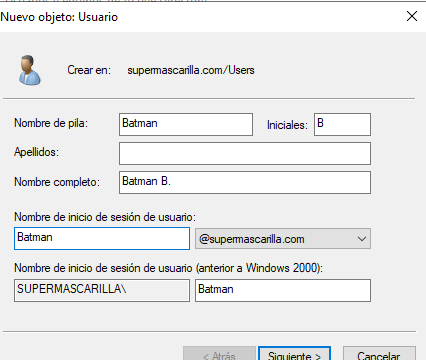 Nuevo objeto: Usuario
Crear en: supermascarilla.com/Users
Nombre de pila: Batman Iniciales: B
Apellidos:
Nombre completo: Batman B.
Nombre de inicio de sesión de usuario:
Batman @supermascarilla.com
Nombre de inicio de sesión de usuario (anterior a Windows 2000):
SUPERMASCARILLA\ Batman
< Atrás Siguiente > Cancelar